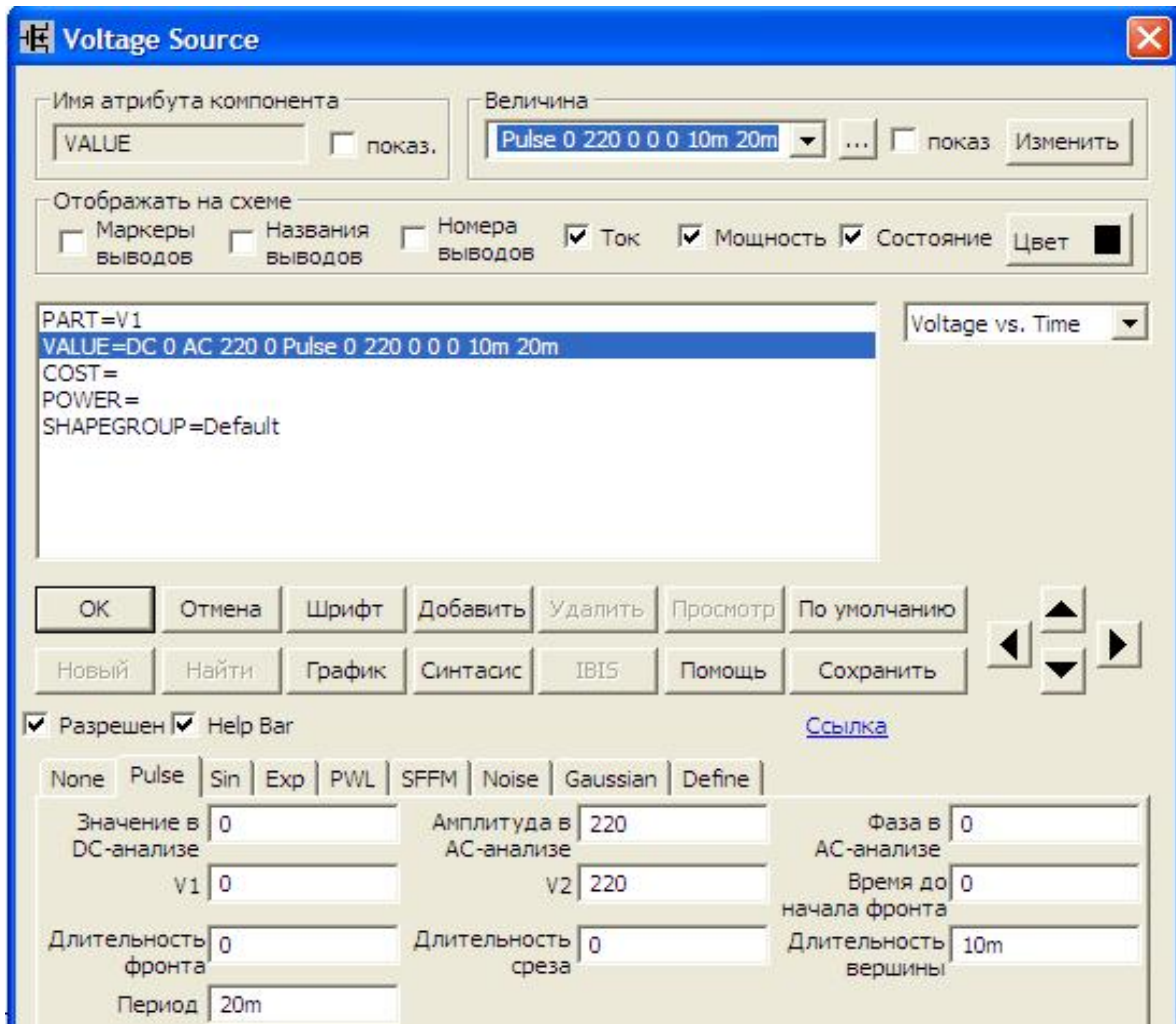 Voltage Source
Имя атрибута компонента
VALUE
показ.
Величина
Pulse 0 220 0 0 0 10m 20m
...
показ
Изменить
Отображать на схеме
Маркеры
выводов
Названия
выводов
Номера
выводов
Ток
Мощность
Состояние
Цвет
PART=V1
VALUE=DC 0 AC 220 0 Pulse 0 220 0 0 0 10m 20m
COST=
POWER=
SHAPEGROUP=Default
Voltage vs. Time
OK
Отмена
Шрифт
Добавить
Удалить
Просмотр
По умолчанию
Новый
Найти
График
Синтасис
IBIS
Помощь
Сохранить
Разрешен
Help Bar
Ссылка
None
Pulse
Sin
Exp
PWL
SFFM
Noise
Gaussian
Define
Значение в
DC-анализе
0
Амплитуда в
AC-анализе
220
Фаза в
AC-анализе
0
V1
0
V2
220
Время до
начала фронта
0
Длительность
фронта
0
Длительность
среза
0
Длительность
вершины
10m
Период
20m